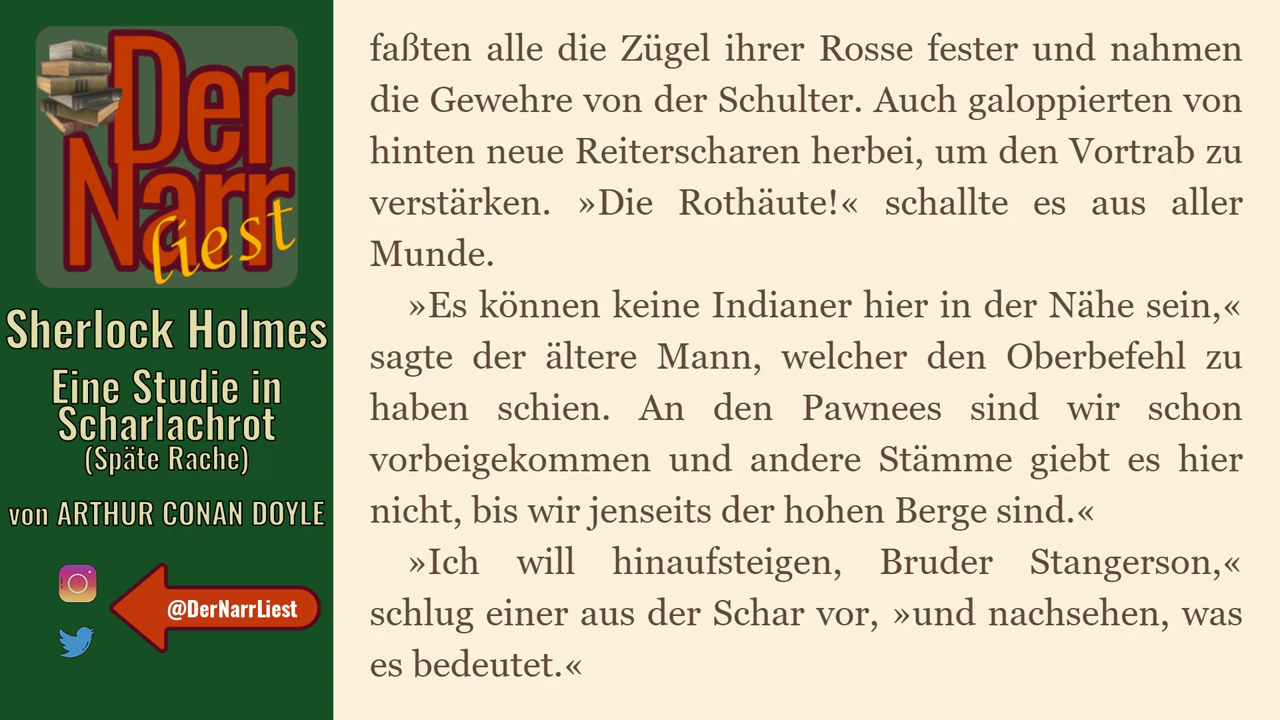 Der
Narr
liest
Sherlock Holmes
Eine Studie in
Scharlachrot
(Späte Rache)
von ARTHUR CONAN DOYLE
@DerNarrLiest
faßten alle die Zügel ihrer Rosse fester und nahmen
die Gewehre von der Schulter. Auch galoppierten von
hinten neue Reiterscharen herbei, um den Vortrab zu
verstärken. »Die Rothäute!« schallte es aus aller
Munde.
»Es können keine Indianer hier in der Nähe sein,«
sagte der ältere Mann, welcher den Oberbefehl zu
haben schien. An den Pawnees sind wir schon
vorbeigekommen und andere Stämme giebt es hier
nicht, bis wir jenseits der hohen Berge sind.«
»Ich will hinaufsteigen, Bruder Stangerson,«
schlug einer aus der Schar vor, »und nachsehen, was
es bedeutet.«